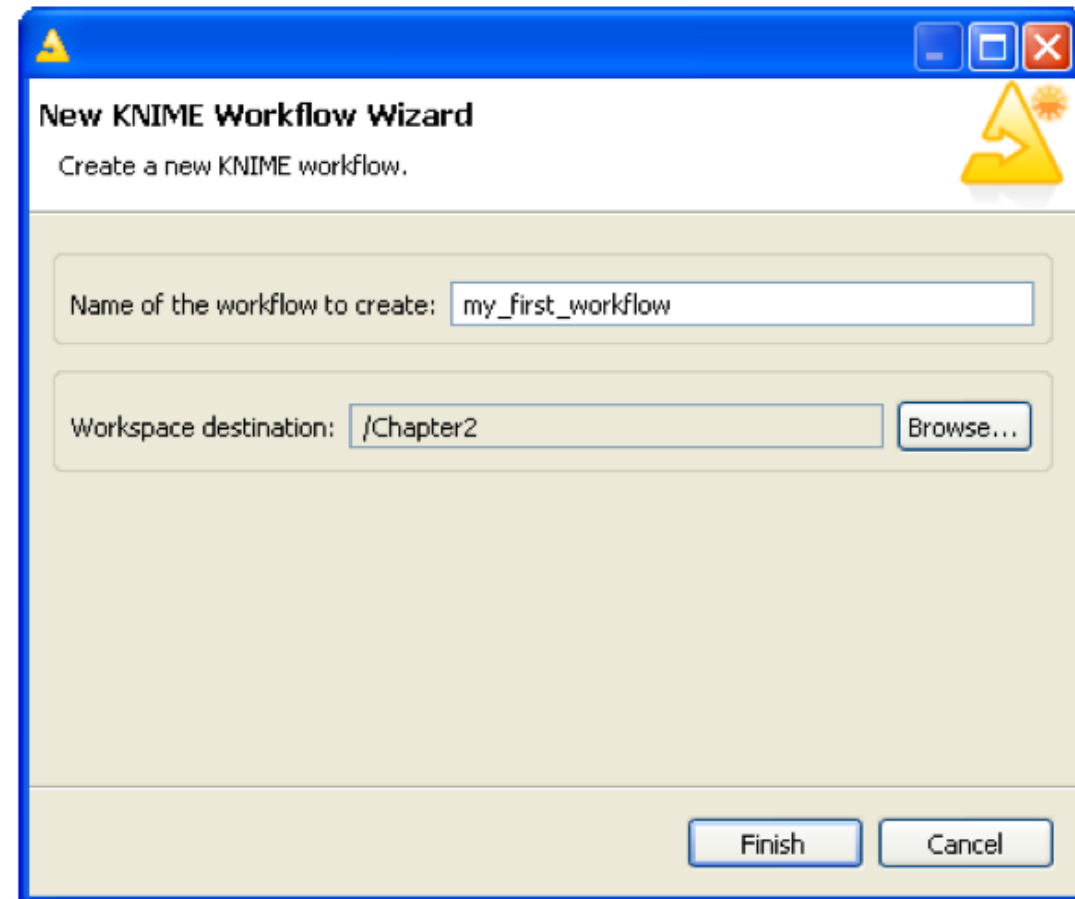 New KNIME Workflow Wizard
Create a new KNIME workflow.
Name of the workflow to create: my_first_workflow
Workspace destination: /Chapter2 Browse...
Finish Cancel